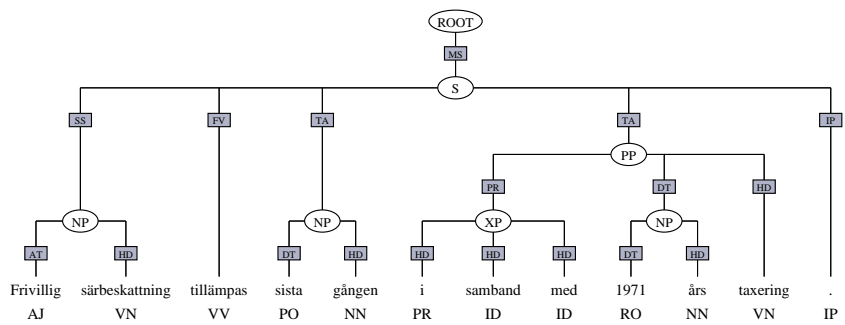 ROOT
MS
S
SS FV TA TA IP
PP
PR DT HD
NP NP XP NP
AT HD DT HD HD HD HD DT HD
Frivillig särbeskattning tillämpas sista gången i samband med 1971 års taxering .
AJ VN VV PO NN PR ID ID RO NN VN IP